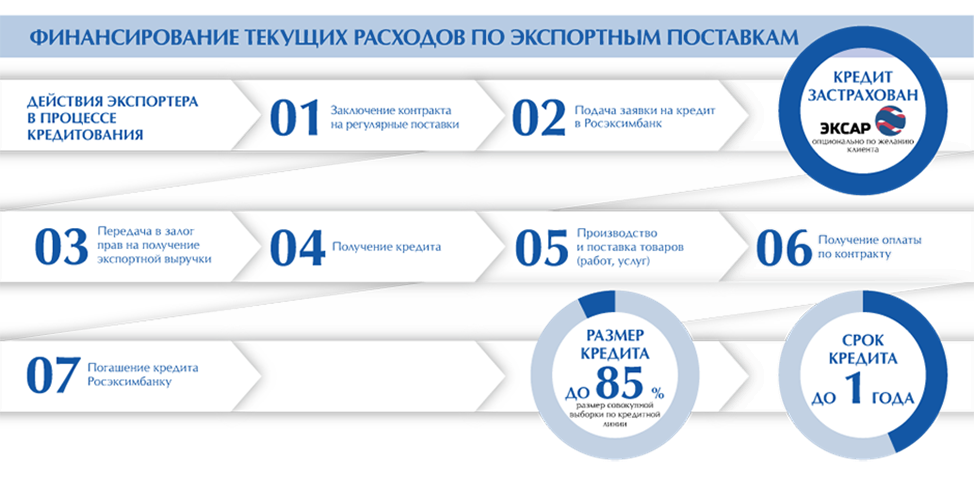 ФИНАНСИРОВАНИЕ ТЕКУЩИХ РАСХОДОВ ПО ЭКСПОРТНЫМ ПОСТАВКАМ
ДЕЙСТВИЯ ЭКСПОРТЕРА
В ПРОЦЕССЕ
КРЕДИТОВАНИЯ
01
Заключение контракта
на регулярные поставки
02
Подача заявки на кредит
в Росэксимбанк
КРЕДИТ
ЗАСТРАХОВАН
ЭКСАР
опционально по желанию
клиента
03
Передача в залог
прав на получение
экспортной выручки
04
Получение кредита
05
Производство
и поставка товаров
(работ, услуг)
06
Получение оплаты
по контракту
07
Погашение кредита
Росэксимбанку
РАЗМЕР
КРЕДИТА
ДО 85 %
размер совокупной
выборки по кредитной
линии
СРОК
КРЕДИТА
ДО 1 ГОДА